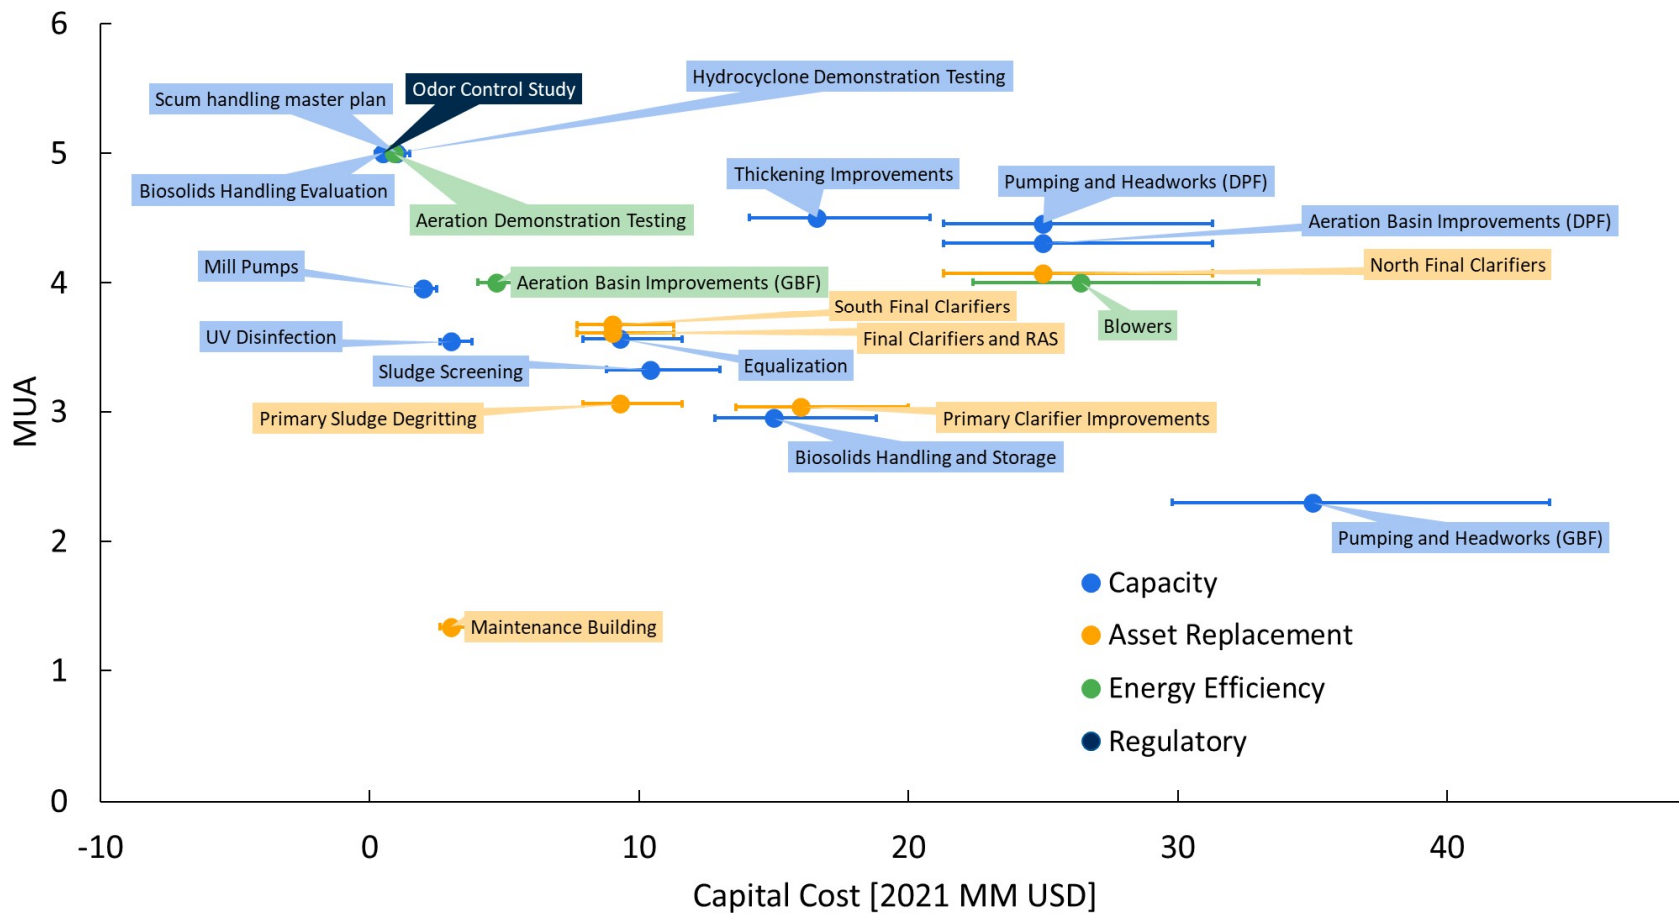 6
Hydrocyclone Demonstration Testing
Odor Control Study
Scum handling master plan
5
Thickening Improvements
Pumping and Headworks (DPF)
Biosolids Handling Evaluation
Aeration Demonstration Testing
Aeration Basin Improvements (DPF)
Mill Pumps
North Final Clarifiers
4
Aeration Basin Improvements (GBF)
South Final Clarifiers
Blowers
UV Disinfection
Final Clarifiers and RAS
Sludge Screening
Equalization
MUA
3
Primary Sludge Degritting
Primary Clarifier Improvements
Biosolids Handling and Storage
2
Pumping and Headworks (GBF)
Capacity
Maintenance Building
Asset Replacement
1
Energy Efficiency
Regulatory
0
-10 0 10 20 30 40
Capital Cost [2021 MM USD]